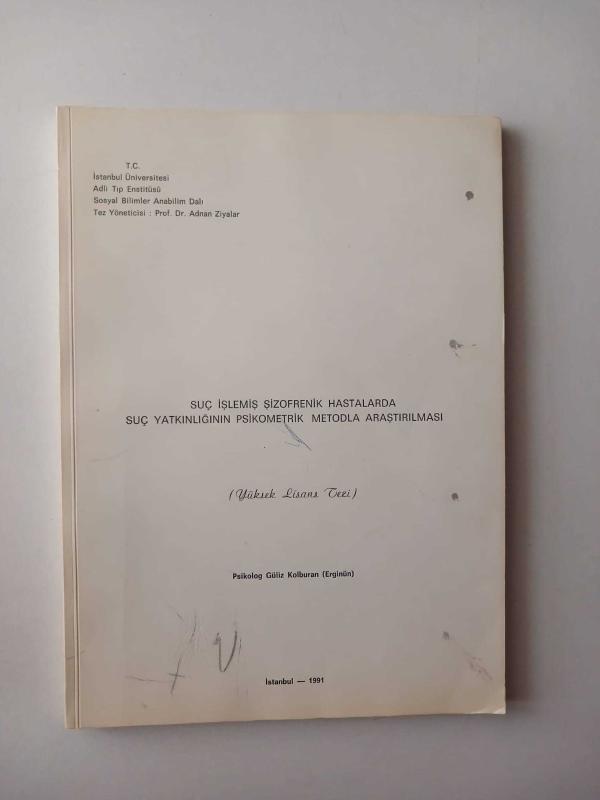 T.C.
İstanbul Üniversitesi
Adli Tıp Enstitüsü
Sosyal Bilimler Anabilim Dalı
Tez Yöneticisi : Prof. Dr. Adnan Ziyalar
SUÇ İŞLEMİŞ ŞİZOFRENİK HASTALARDA
SUÇ YATKINLIĞININ PSİKOMETRİK METODLA ARAŞTIRILMASI
(Yüksek Lisans Tezi)
Psikolog Güliz Kolburan (Erginün)
İstanbul — 1991